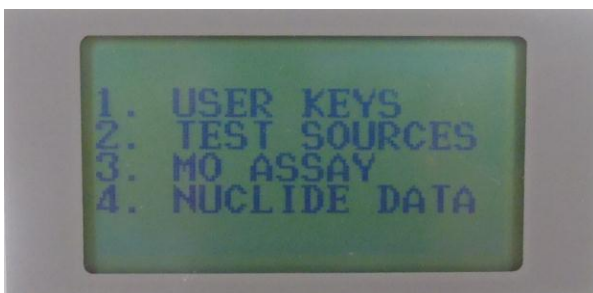 1. USER KEYS
2. TEST SOURCES
3. MO ASSAY
4. NUCLIDE DATA